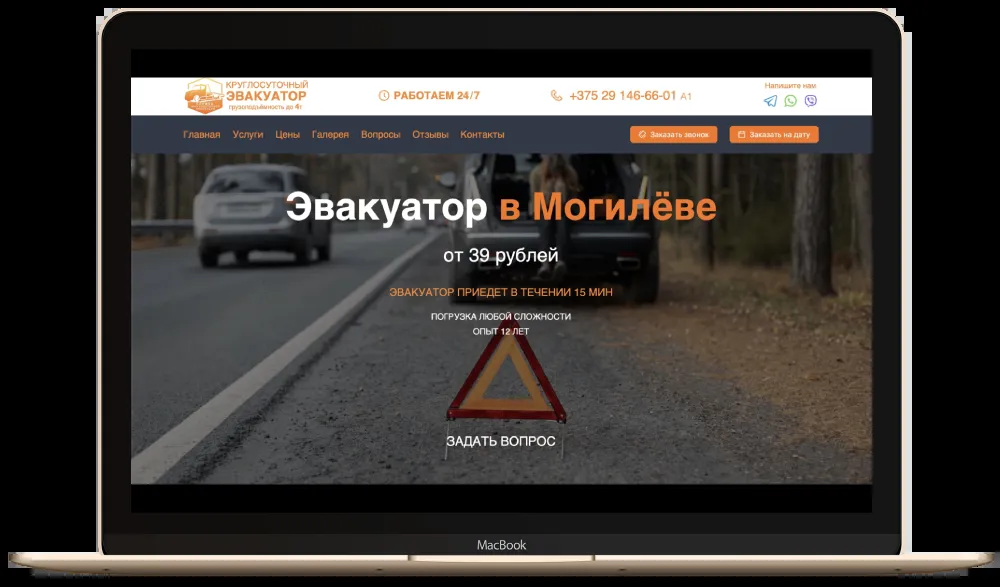 КРУГЛОСУТОЧНЫЙ
ЭВАКУАТОР
грузоподъёмность до 4т
РАБОТАЕМ 24/7
+375 29 146-66-01 A1
Напишите нам
Главная Услуги Цены Галерея Вопросы Отзывы Контакты
Заказать звонок
Заказать на дату
Эвакуатор в Могилёве
от 39 рублей
ЭВАКУАТОР ПРИЕДЕТ В ТЕЧЕНИИ 15 МИН
ПОГРУЗКА ЛЮБОЙ СЛОЖНОСТИ
ОПЫТ 12 ЛЕТ
ЗАДАТЬ ВОПРОС
MacBook